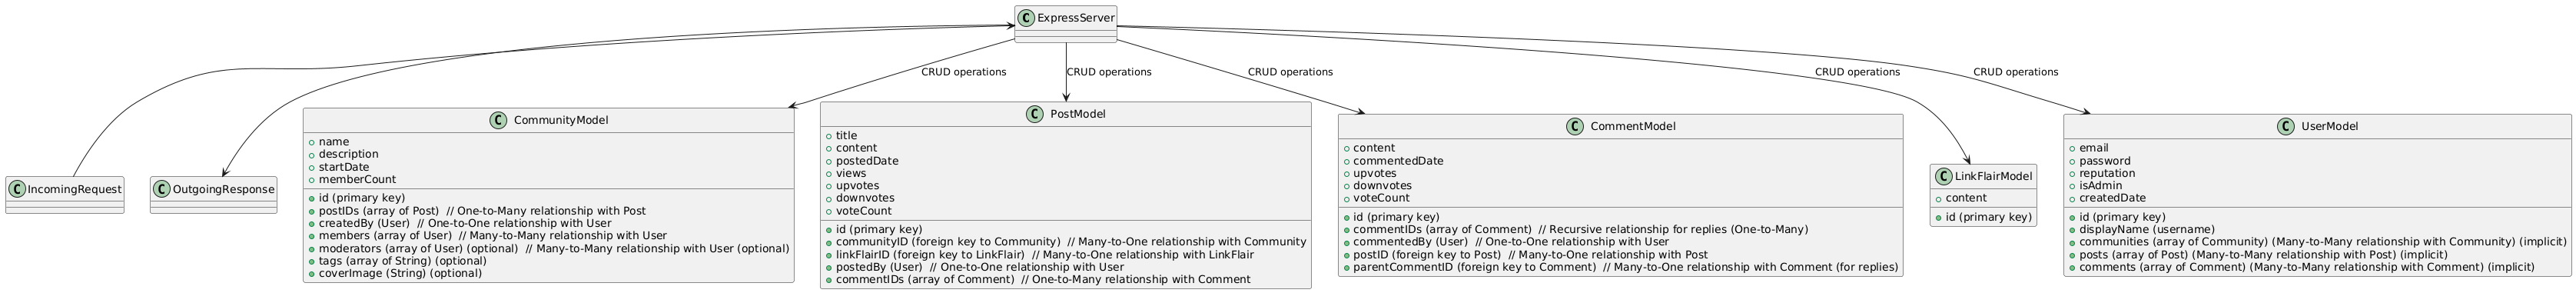 C ExpressServer
CRUD operations
CRUD operations
CRUD operations
CRUD operations
CRUD operations
C IncomingRequest
C OutgoingResponse
C CommunityModel
name
description
startDate
memberCount
id (primary key)
postIDs (array of Post)  // One-to-Many relationship with Post
createdBy (User)  // One-to-One relationship with User
members (array of User)  // Many-to-Many relationship with User
moderators (array of User) (optional)  // Many-to-Many relationship with User (optional)
tags (array of String) (optional)
coverImage (String) (optional)
C PostModel
title
content
postedDate
views
upvotes
downvotes
voteCount
id (primary key)
communityID (foreign key to Community)  // Many-to-One relationship with Community
linkFlairID (foreign key to LinkFlair)  // Many-to-One relationship with LinkFlair
postedBy (User)  // One-to-One relationship with User
commentIDs (array of Comment)  // One-to-Many relationship with Comment
C CommentModel
content
commentedDate
upvotes
downvotes
voteCount
id (primary key)
commentIDs (array of Comment)  // Recursive relationship for replies (One-to-Many)
commentedBy (User)  // One-to-One relationship with User
postID (foreign key to Post)  // Many-to-One relationship with Post
parentCommentID (foreign key to Comment)  // Many-to-One relationship with Comment (for replies)
C LinkFlairModel
content
id (primary key)
C UserModel
email
password
reputation
isAdmin
createdDate
id (primary key)
displayName (username)
communities (array of Community) (Many-to-Many relationship with Community) (implicit)
posts (array of Post) (Many-to-Many relationship with Post) (implicit)
comments (array of Comment) (Many-to-Many relationship with Comment) (implicit)